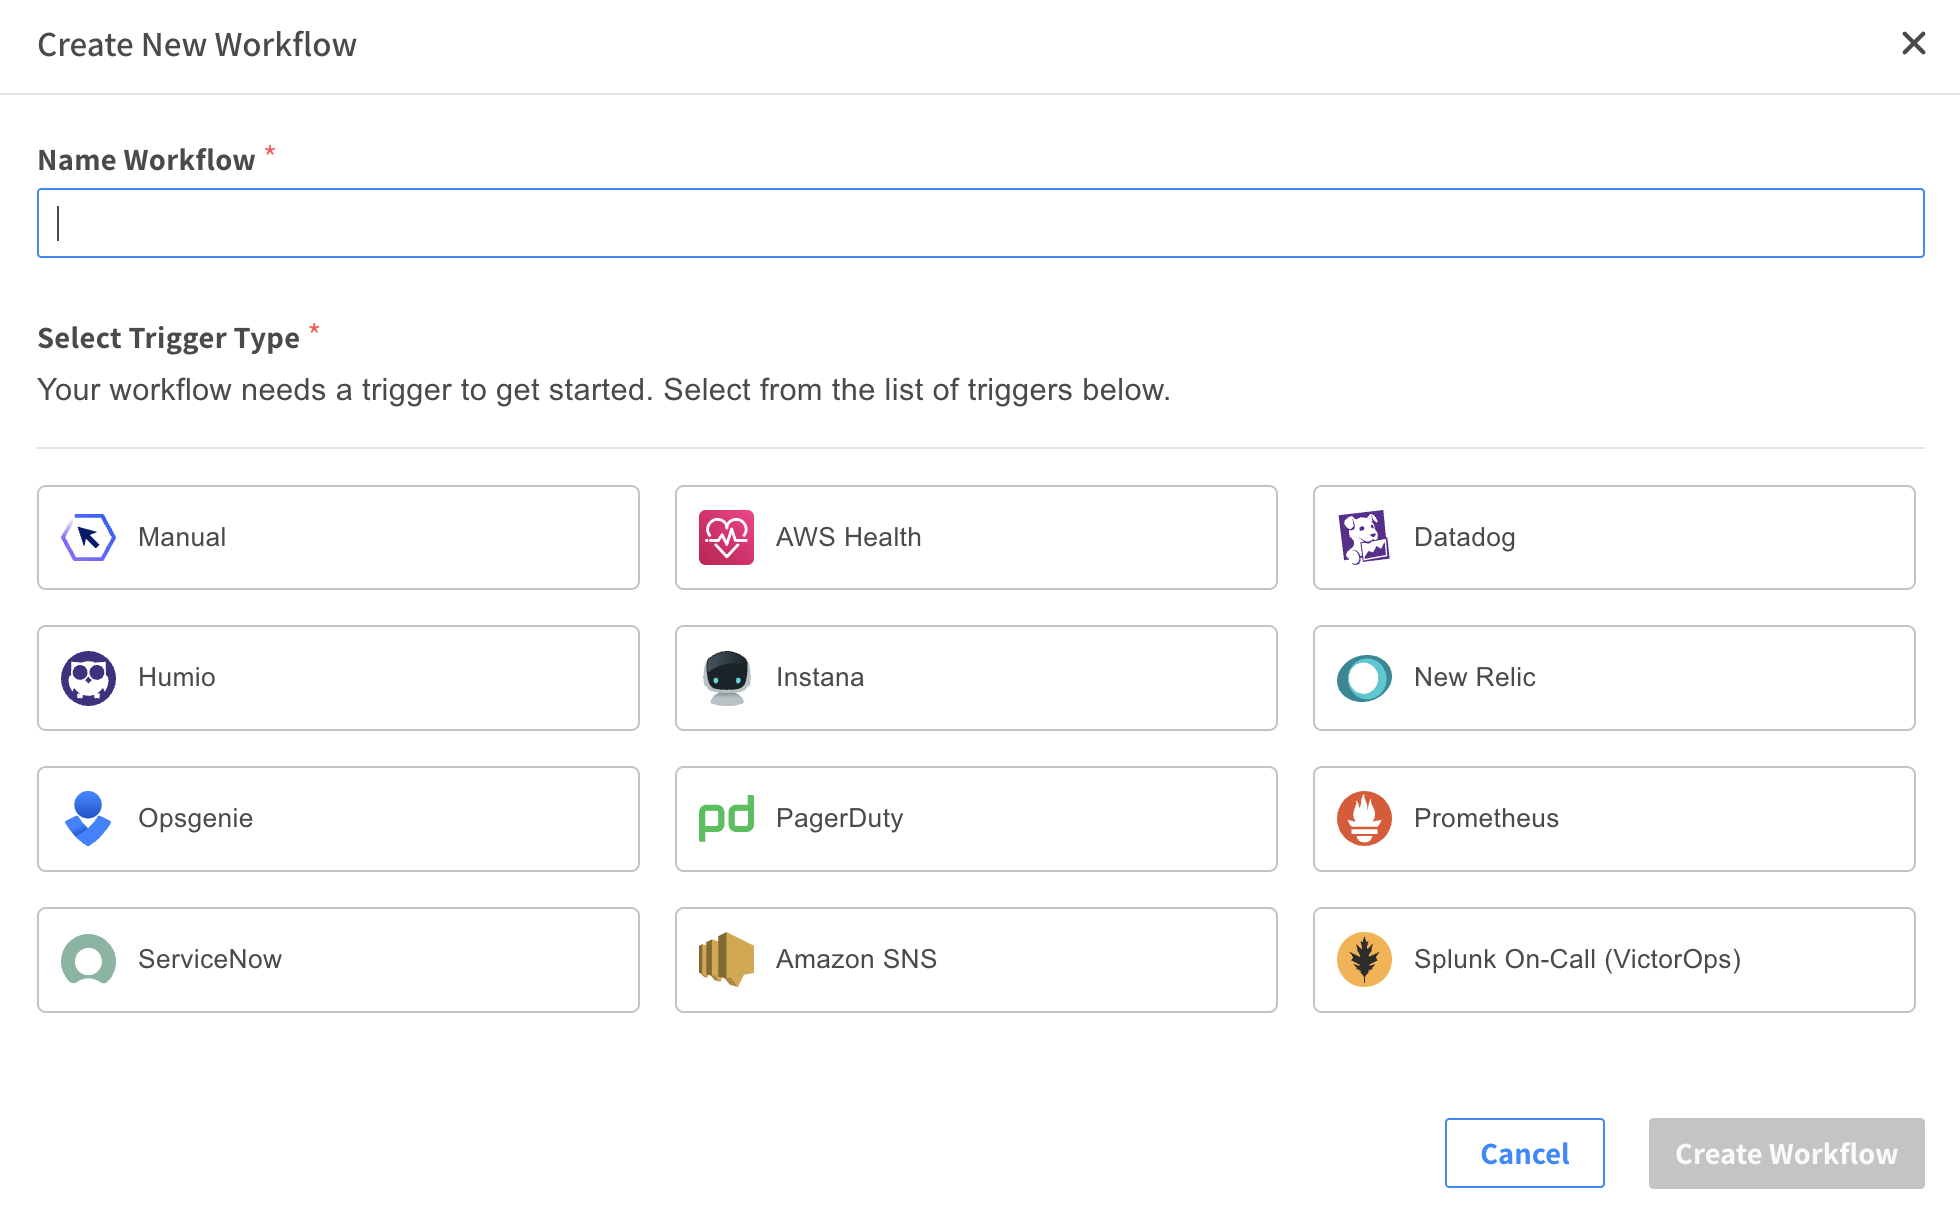 Create New Workflow
Name Workflow *
Select Trigger Type *
Your workflow needs a trigger to get started. Select from the list of triggers below.
Manual
AWS Health
Datadog
Humio
Instana
New Relic
Opsgenie
pd PagerDuty
Prometheus
ServiceNow
Amazon SNS
Splunk On-Call (VictorOps)
Cancel
Create Workflow